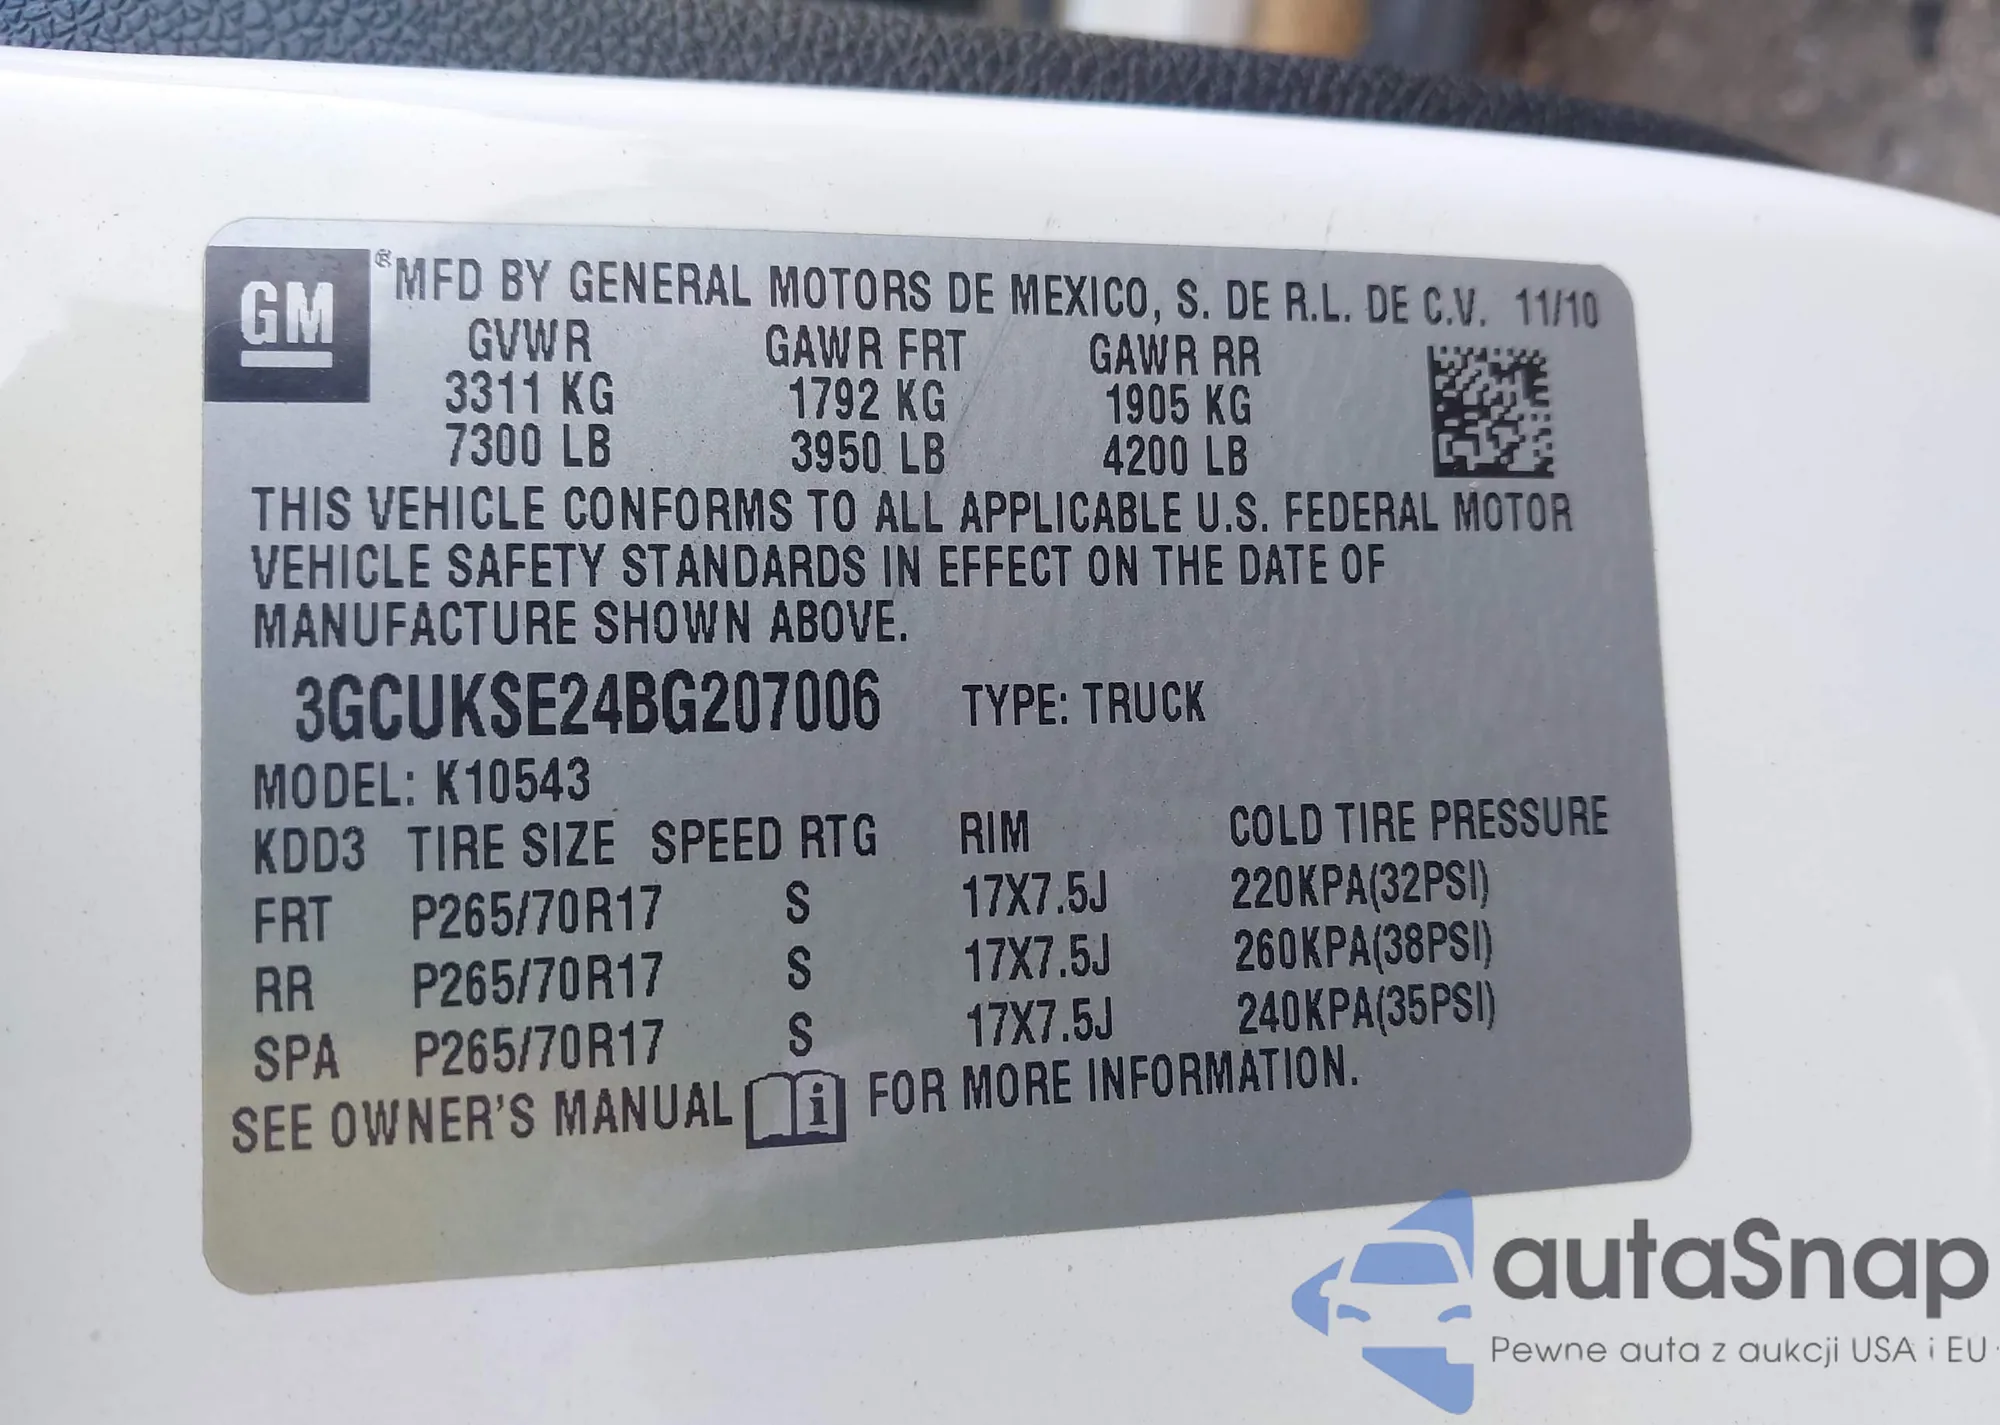 GM ® MFD BY GENERAL MOTORS DE MEXICO, S. DE R.L. DE C.V. 11/10
GVWR GAWR FRT GAWR RR
3311 KG 1792 KG 1905 KG
7300 LB 3950 LB 4200 LB
THIS VEHICLE CONFORMS TO ALL APPLICABLE U.S. FEDERAL MOTOR
VEHICLE SAFETY STANDARDS IN EFFECT ON THE DATE OF
MANUFACTURE SHOWN ABOVE.
3GCUKSE24BG207006 TYPE: TRUCK
MODEL: K10543
KDD3 TIRE SIZE SPEED RTG RIM COLD TIRE PRESSURE
FRT P265/70R17 S 17X7.5J 220KPA(32PSI)
RR P265/70R17 S 17X7.5J 260KPA(38PSI)
SPA P265/70R17 S 17X7.5J 240KPA(35PSI)
SEE OWNER'S MANUAL i FOR MORE INFORMATION.
autaSnap
Pewne auta z aukcji USA i EU